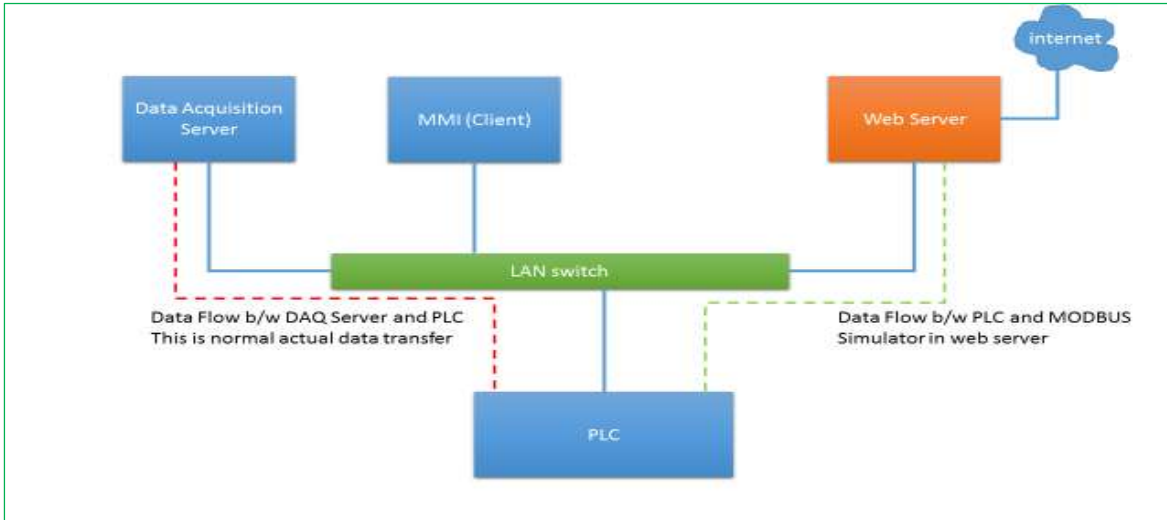 internet
Data Acquisition
Server
MMI (Client)
Web Server
LAN switch
Data Flow b/w DAQ Server and PLC
This is normal actual data transfer
Data Flow b/w PLC and MODBUS
Simulator in web server
PLC